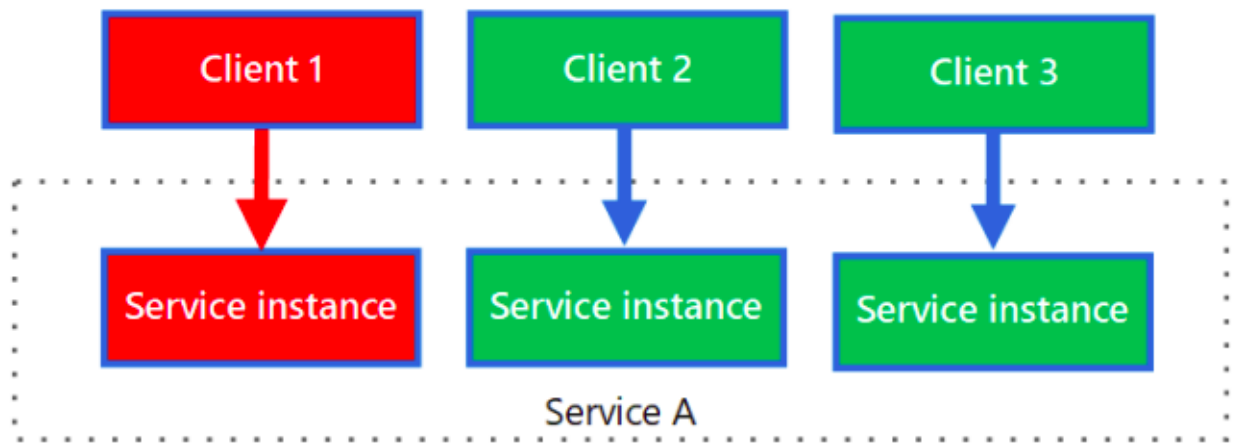 Client 1
Client 2
Client 3
Service instance
Service instance
Service instance
Service A